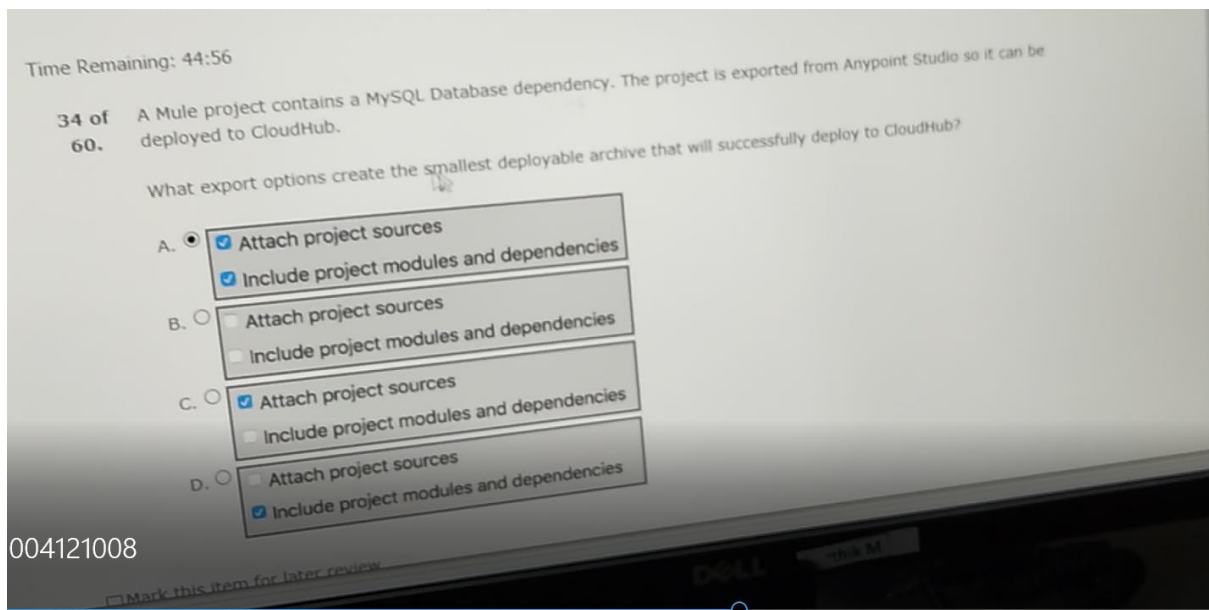 Time Remaining: 44:56
34 of A Mule project contains a MySQL Database dependency. The project is exported from Anypoint Studio so it can be
60. deployed to CloudHub.
What export options create the smallest deployable archive that will successfully deploy to CloudHub?
A. Attach project sources
Include project modules and dependencies
B. Attach project sources
Include project modules and dependencies
C. Attach project sources
Include project modules and dependencies
D. Attach project sources
Include project modules and dependencies
004121008
Mark this item for later review
DELL